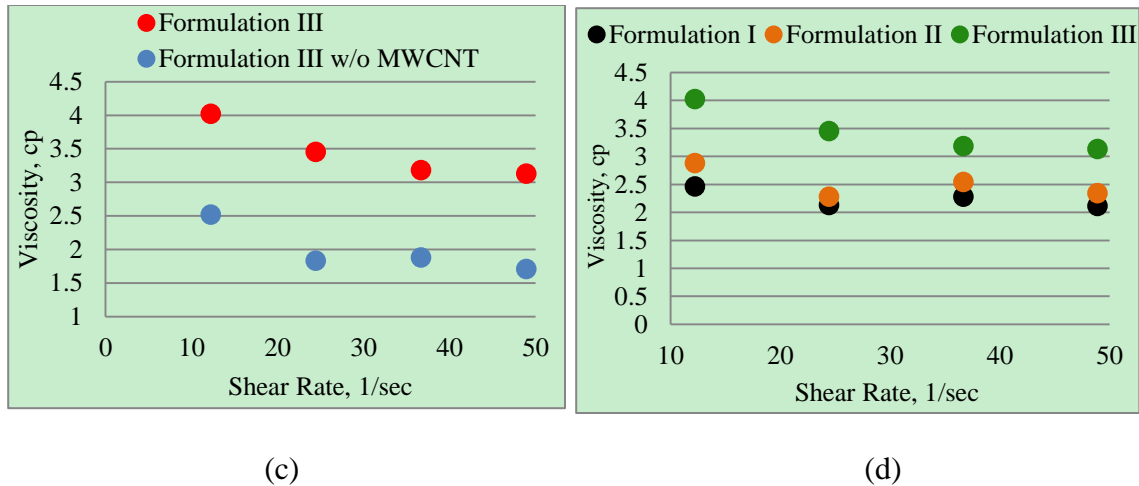 Formulation III
Formulation III w/o MWCNT
4.5
4
3.5
3
2.5
2
1.5
1
Viscosity, cp
0 10 20 30 40 50
Shear Rate, 1/sec
(c)
Formulation I Formulation II Formulation III
4.5
4
3.5
3
2.5
2
1.5
1
0.5
0
Viscosity, cp
10 20 30 40 50
Shear Rate, 1/sec
(d)